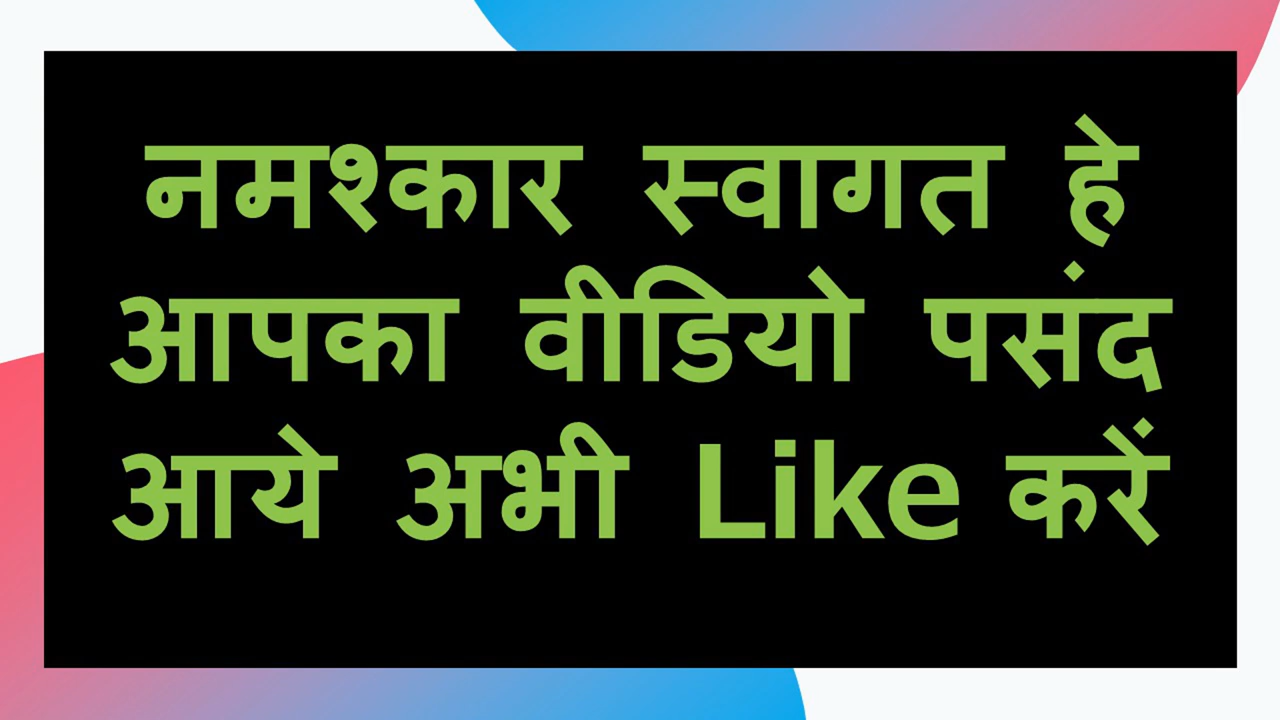 नमश्कार स्वागत हे
आपका वीडियो पसंद
आये अभी Like करें